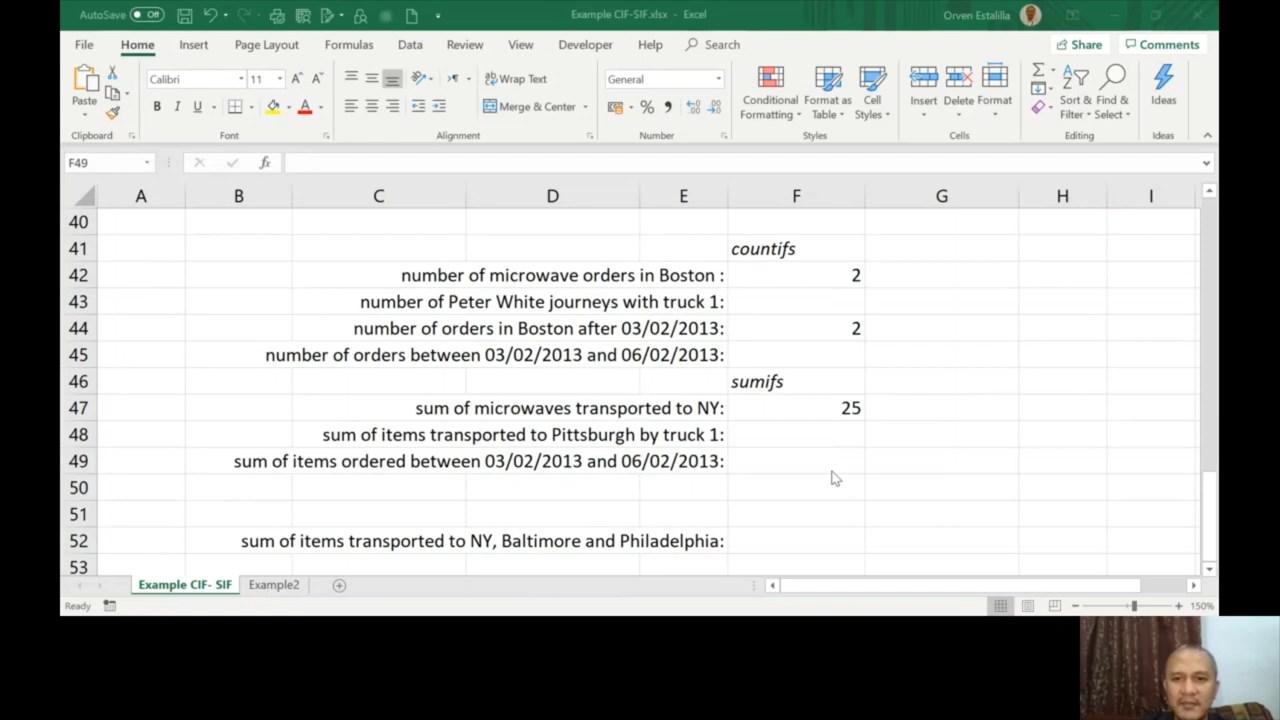 AutoSave Off Example CIF-SIF.xlsx - Excel Orven Estalilla
File Home Insert Page Layout Formulas Data Review View Developer Help Search Share Comments
Paste Calibri 11 Wrap Text General Conditional Formatting Format as Table Cell Styles Insert Delete Format Sort & Filter Find & Select Ideas
B I U A Merge & Center %
Clipboard Font Alignment Number Styles Cells Editing Ideas
F49 fx
A B C D E F G H I
40
41 countifs
42 number of microwave orders in Boston : 2
43 number of Peter White journeys with truck 1:
44 number of orders in Boston after 03/02/2013: 2
45 number of orders between 03/02/2013 and 06/02/2013:
46 sumifs
47 sum of microwaves transported to NY: 25
48 sum of items transported to Pittsburgh by truck 1:
49 sum of items ordered between 03/02/2013 and 06/02/2013:
50
51
52 sum of items transported to NY, Baltimore and Philadelphia:
53
Example CIF- SIF Example2
Ready 150%